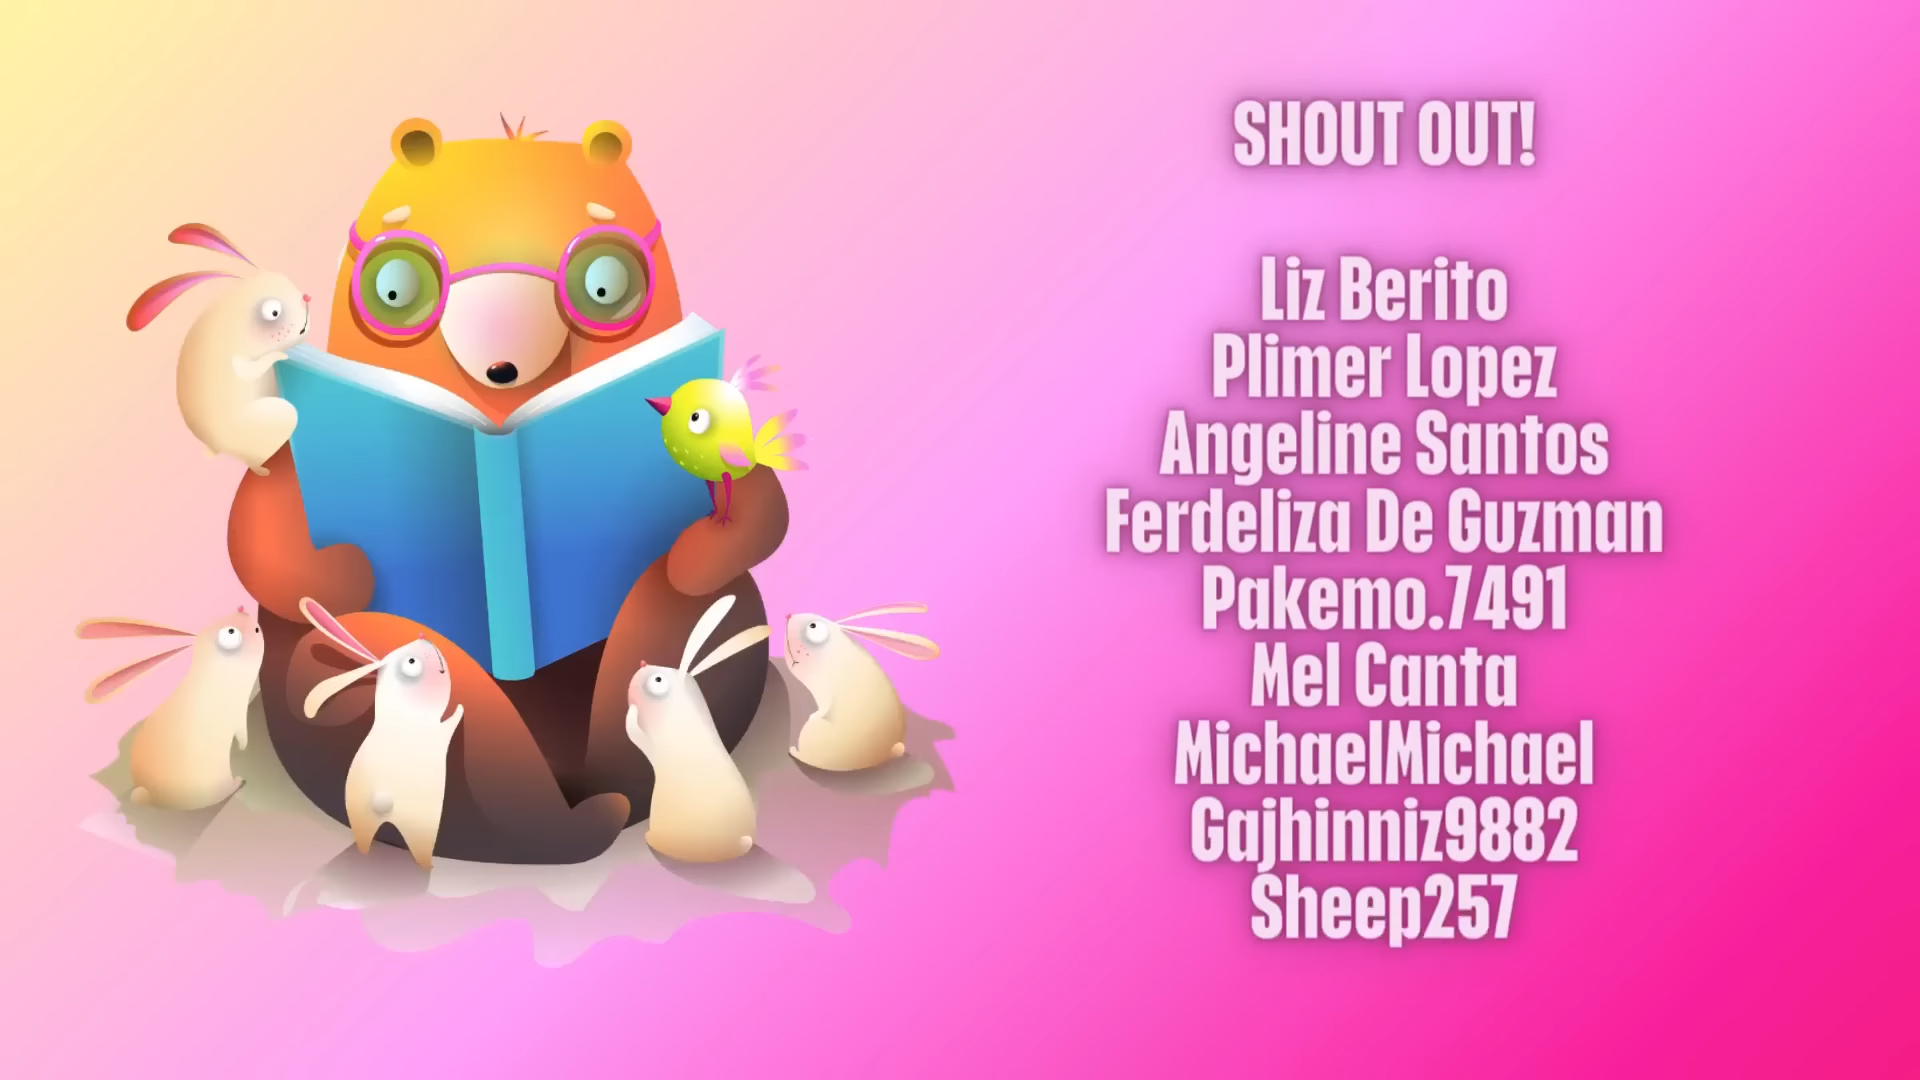 SHOUT OUT!
Liz Berito
Plimer Lopez
Angeline Santos
Ferdeliza De Guzman
Pakemo.7491
Mel Canta
MichaelMichael
Gajhinniz9882
Sheep257